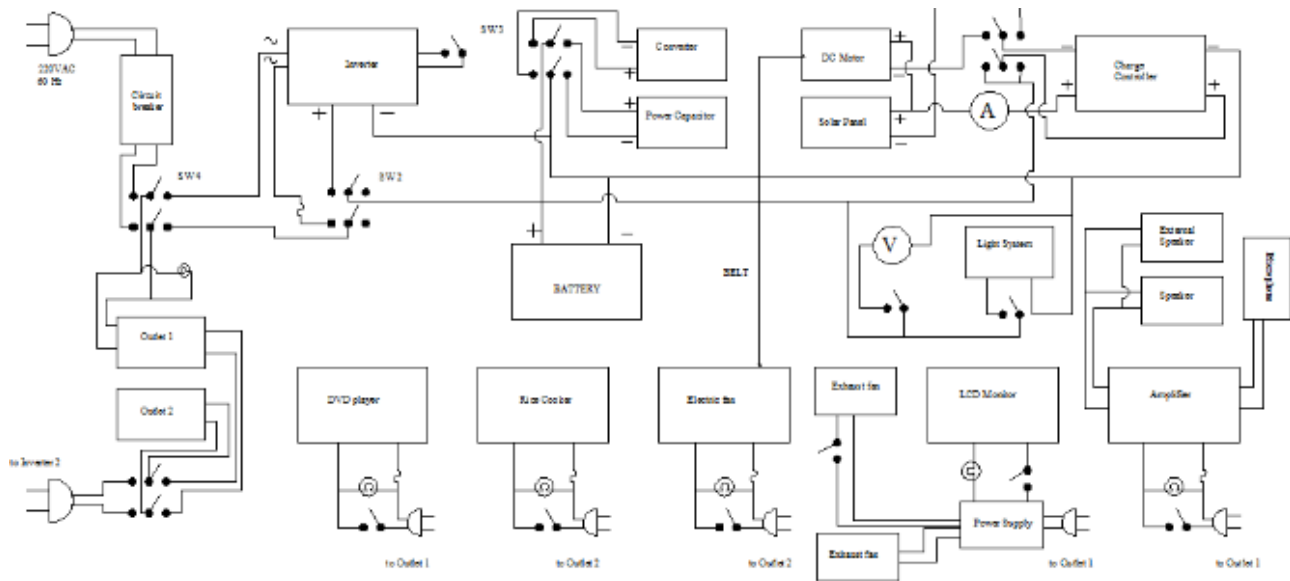 220VAC
60 Hz
Circuit
breaker
Inverter
+
−
SW3
−
Converter
+
+
Power Capacitor
−
+
DC Motor
−
Solar Panel
+
−
A
−
−
Charge
Controller
+
+
SW4
SW2
+
−
BATTERY
BELT
V
Light System
External
Speaker
Speaker
Microphone
Outlet 1
Outlet 2
to Inverter 2
DVD player
Rice Cooker
Electric fan
Exhaust fan
LCD Monitor
Amplifier
Power Supply
Exhaust fan
to Outlet 1
to Outlet 2
to Outlet 2
to Outlet 1